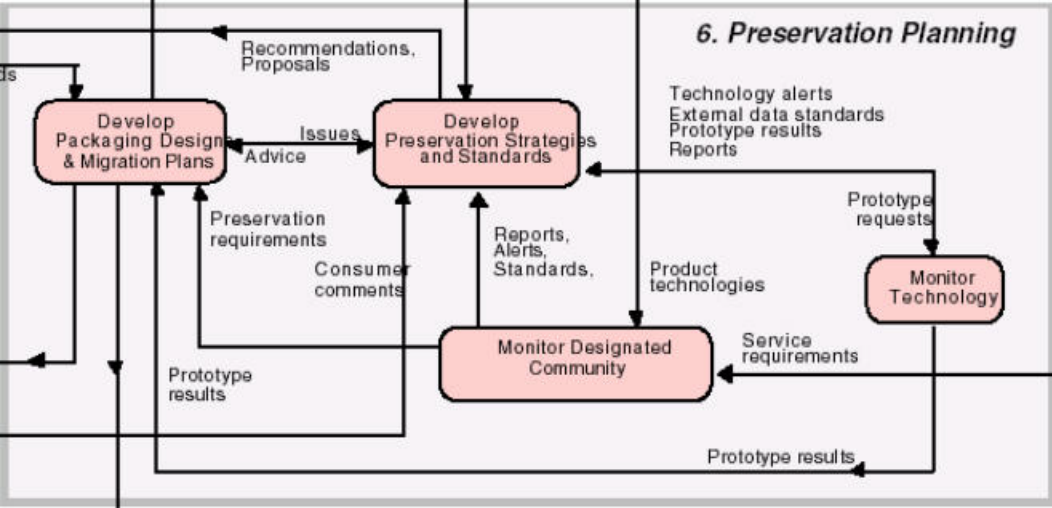 6. Preservation Planning
Recommendations,
Proposals
ds
Technology alerts
External data standards
Prototype results
Reports
Develop
Packaging Designs
& Migration Plans
Issues
Advice
Develop
Preservation Strategies
and Standards
Prototype
requests
Preservation
requirements
Reports,
Alerts,
Standards,
Consumer
comments
Product
technologies
Monitor
Technology
Monitor Designated
Community
Service
requirements
Prototype
results
Prototype results